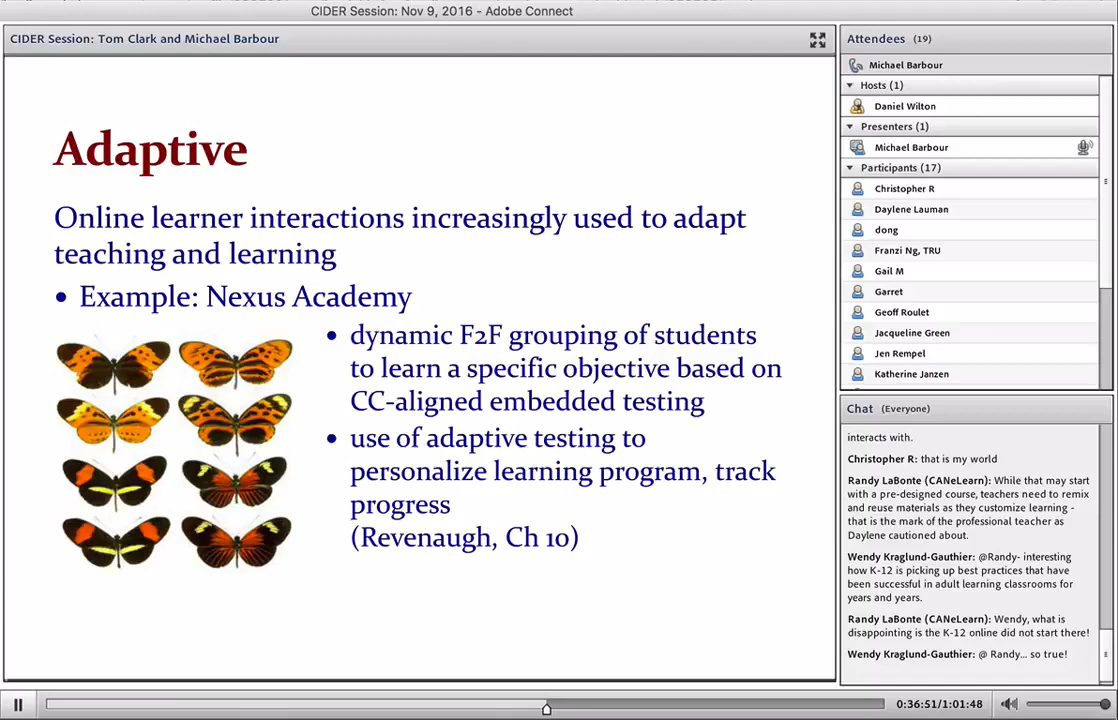 CIDER Session: Nov 9, 2016 - Adobe Connect
CIDER Session: Tom Clark and Michael Barbour
Adaptive
Online learner interactions increasingly used to adapt
teaching and learning
• Example: Nexus Academy
• dynamic F2F grouping of students
to learn a specific objective based on
CC-aligned embedded testing
• use of adaptive testing to
personalize learning program, track
progress
(Revenaugh, Ch 10)
Attendees (19)
Michael Barbour
Hosts (1)
Daniel Wilton
Presenters (1)
Michael Barbour
Participants (17)
Christopher R
Daylene Lauman
dong
Franzi Ng, TRU
Gail M
Garret
Geoff Roulet
Jacqueline Green
Jen Rempel
Katherine Janzen
Chat (Everyone)
interacts with.
Christopher R: that is my world
Randy LaBonte (CANeLearn): While that may start
with a pre-designed course, teachers need to remix
and reuse materials as they customize learning -
that is the mark of the professional teacher as
Daylene cautioned about.
Wendy Kraglund-Gauthier: @Randy- interesting
how K-12 is picking up best practices that have
been successful in adult learning classrooms for
years and years.
Randy LaBonte (CANeLearn): Wendy, what is
disappointing is the K-12 online did not start there!
Wendy Kraglund-Gauthier: @ Randy... so true!
0:36:51/1:01:48